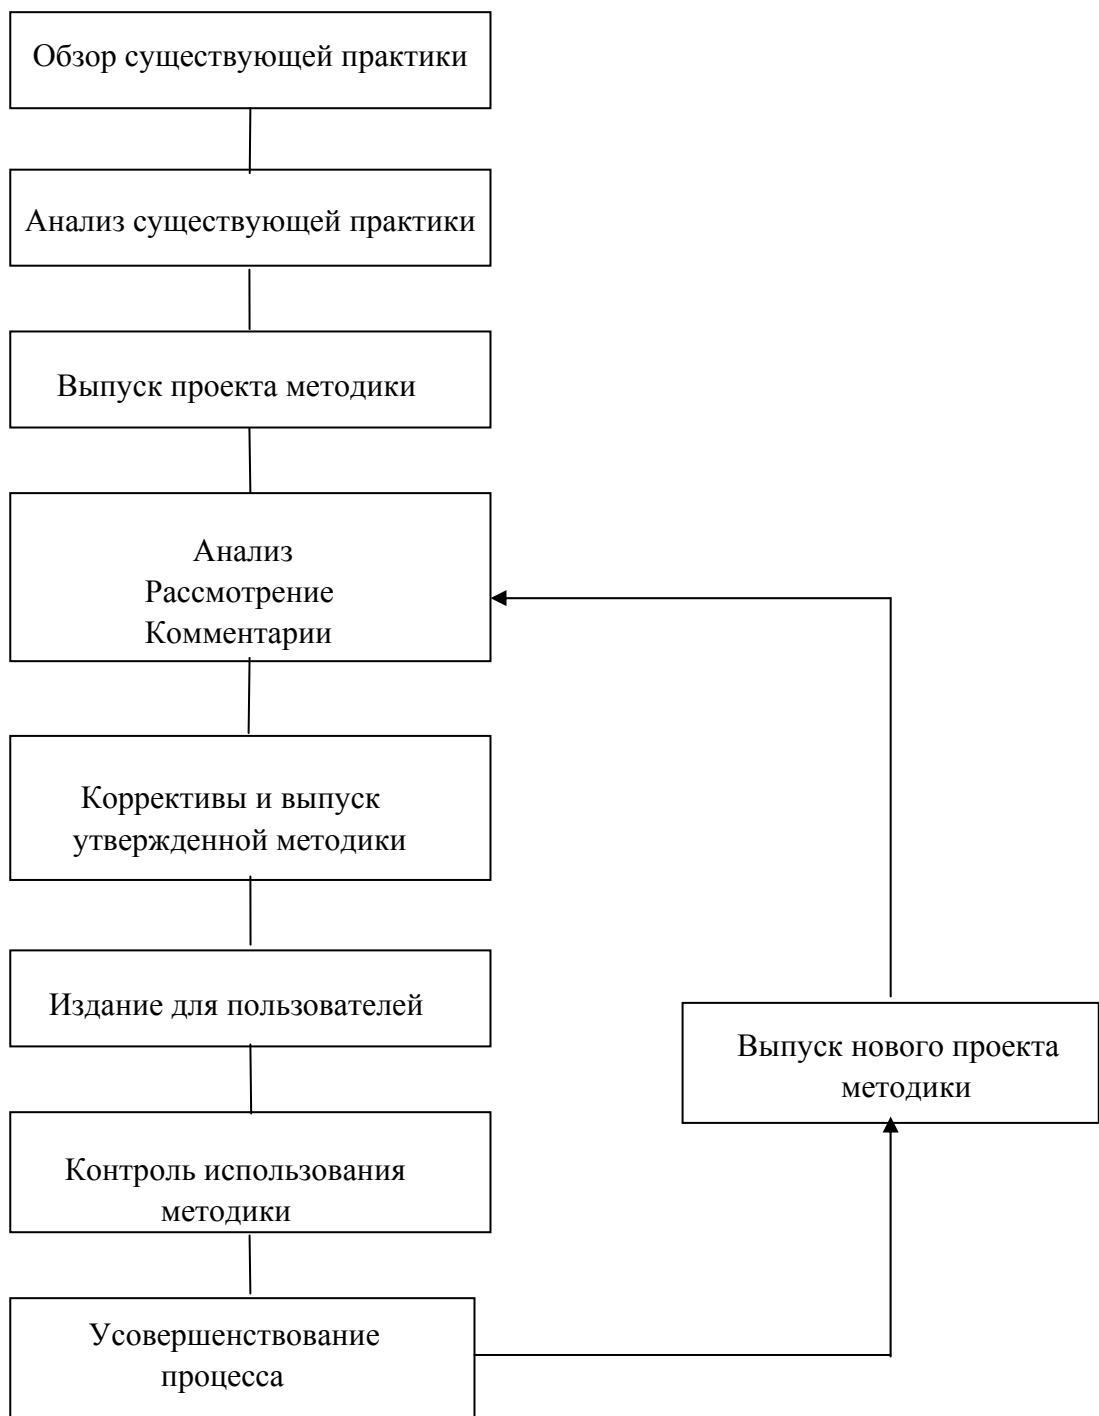 Обзор существующей практики
Анализ существующей практики
Выпуск проекта методики
Анализ
Рассмотрение
Комментарии
Коррективы и выпуск
утвержденной методики
Издание для пользователей
Выпуск нового проекта
методики
Контроль использования
методики
Усовершенствование
процесса